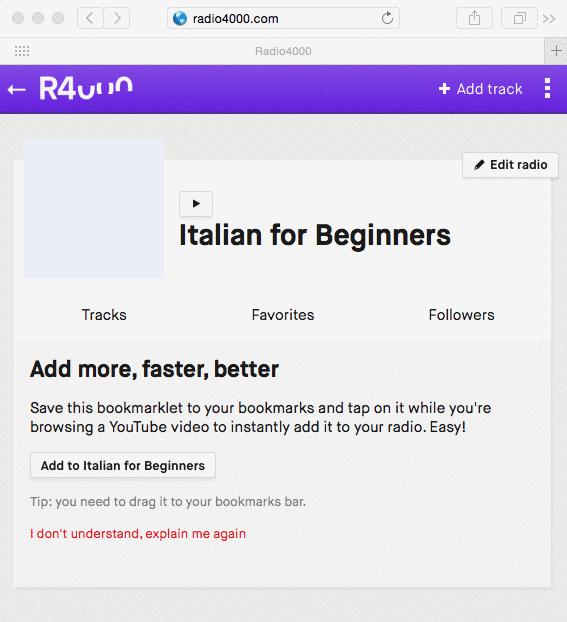 radio4000.com
Radio4000
R4000
Add track
Edit radio
Italian for Beginners
Tracks
Favorites
Followers
Add more, faster, better
Save this bookmarklet to your bookmarks and tap on it while you're
browsing a YouTube video to instantly add it to your radio. Easy!
Add to Italian for Beginners
Tip: you need to drag it to your bookmarks bar.
I don't understand, explain me again